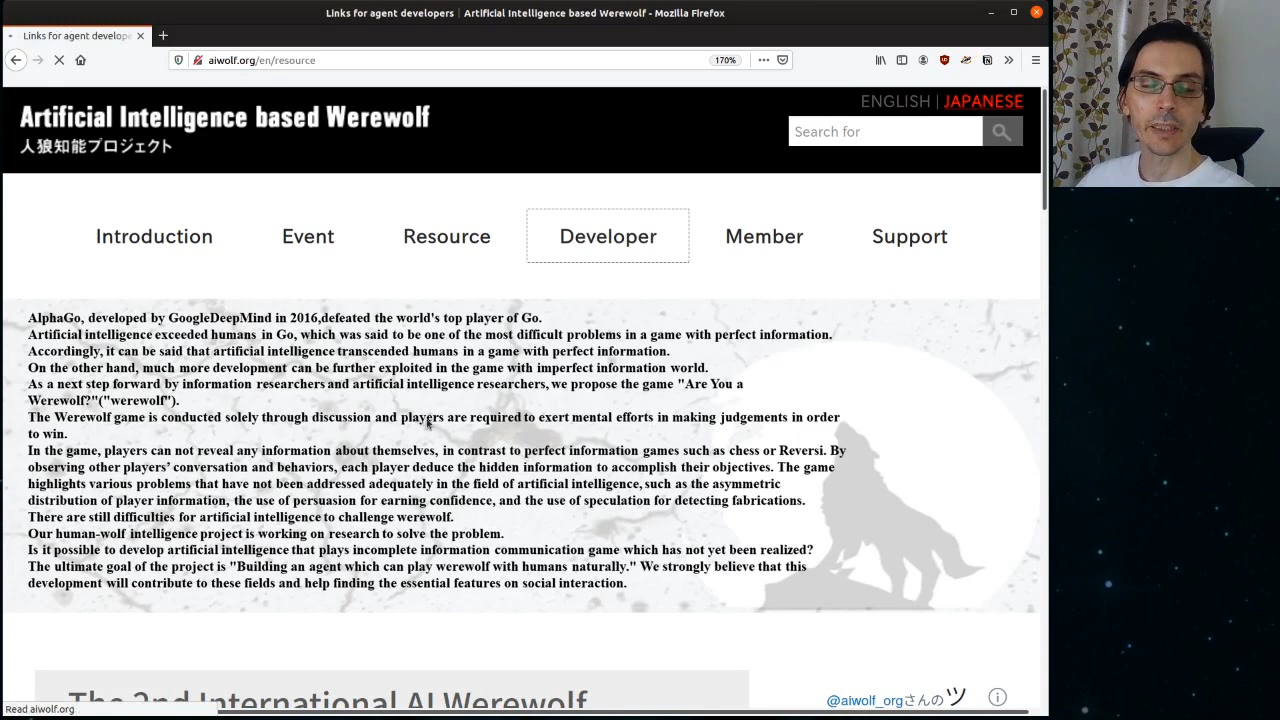 Links for agent developers | Artificial Intelligence based Werewolf - Mozilla Firefox
Links for agent develope
aiwolf.org/en/resource
170%
Artificial Intelligence based Werewolf
人狼知能プロジェクト
ENGLISH | JAPANESE
Search for
Introduction
Event
Resource
Developer
Member
Support
AlphaGo, developed by GoogleDeepMind in 2016,defeated the world's top player of Go.
Artificial intelligence exceeded humans in Go, which was said to be one of the most difficult problems in a game with perfect information.
Accordingly, it can be said that artificial intelligence transcended humans in a game with perfect information.
On the other hand, much more development can be further exploited in the game with imperfect information world.
As a next step forward by information researchers and artificial intelligence researchers, we propose the game "Are You a
Werewolf?"("werewolf").
The Werewolf game is conducted solely through discussion and players are required to exert mental efforts in making judgements in order
to win.
In the game, players can not reveal any information about themselves, in contrast to perfect information games such as chess or Reversi. By
observing other players' conversation and behaviors, each player deduce the hidden information to accomplish their objectives. The game
highlights various problems that have not been addressed adequately in the field of artificial intelligence, such as the asymmetric
distribution of player information, the use of persuasion for earning confidence, and the use of speculation for detecting fabrications.
There are still difficulties for artificial intelligence to challenge werewolf.
Our human-wolf intelligence project is working on research to solve the problem.
Is it possible to develop artificial intelligence that plays incomplete information communication game which has not yet been realized?
The ultimate goal of the project is "Building an agent which can play werewolf with humans naturally." We strongly believe that this
development will contribute to these fields and help finding the essential features on social interaction.
The 2nd International AI Werewolf
@aiwolf_orgさんのツ
Read aiwolf.org